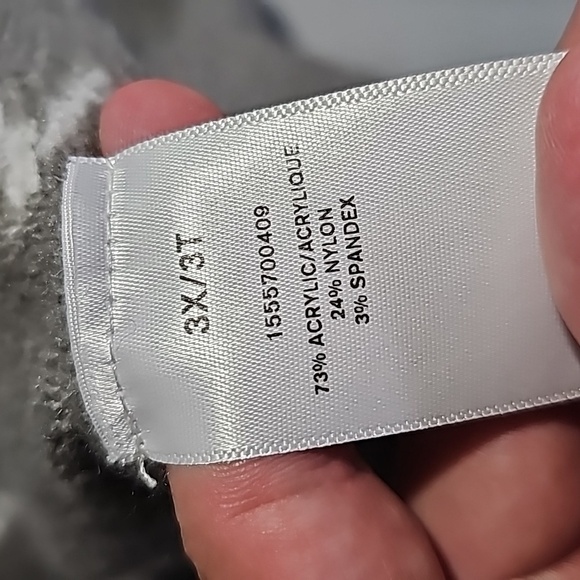 3X/3T
1555700409
73% ACRYLIC/ACRYLIQUE
24% NYLON
3% SPANDEX